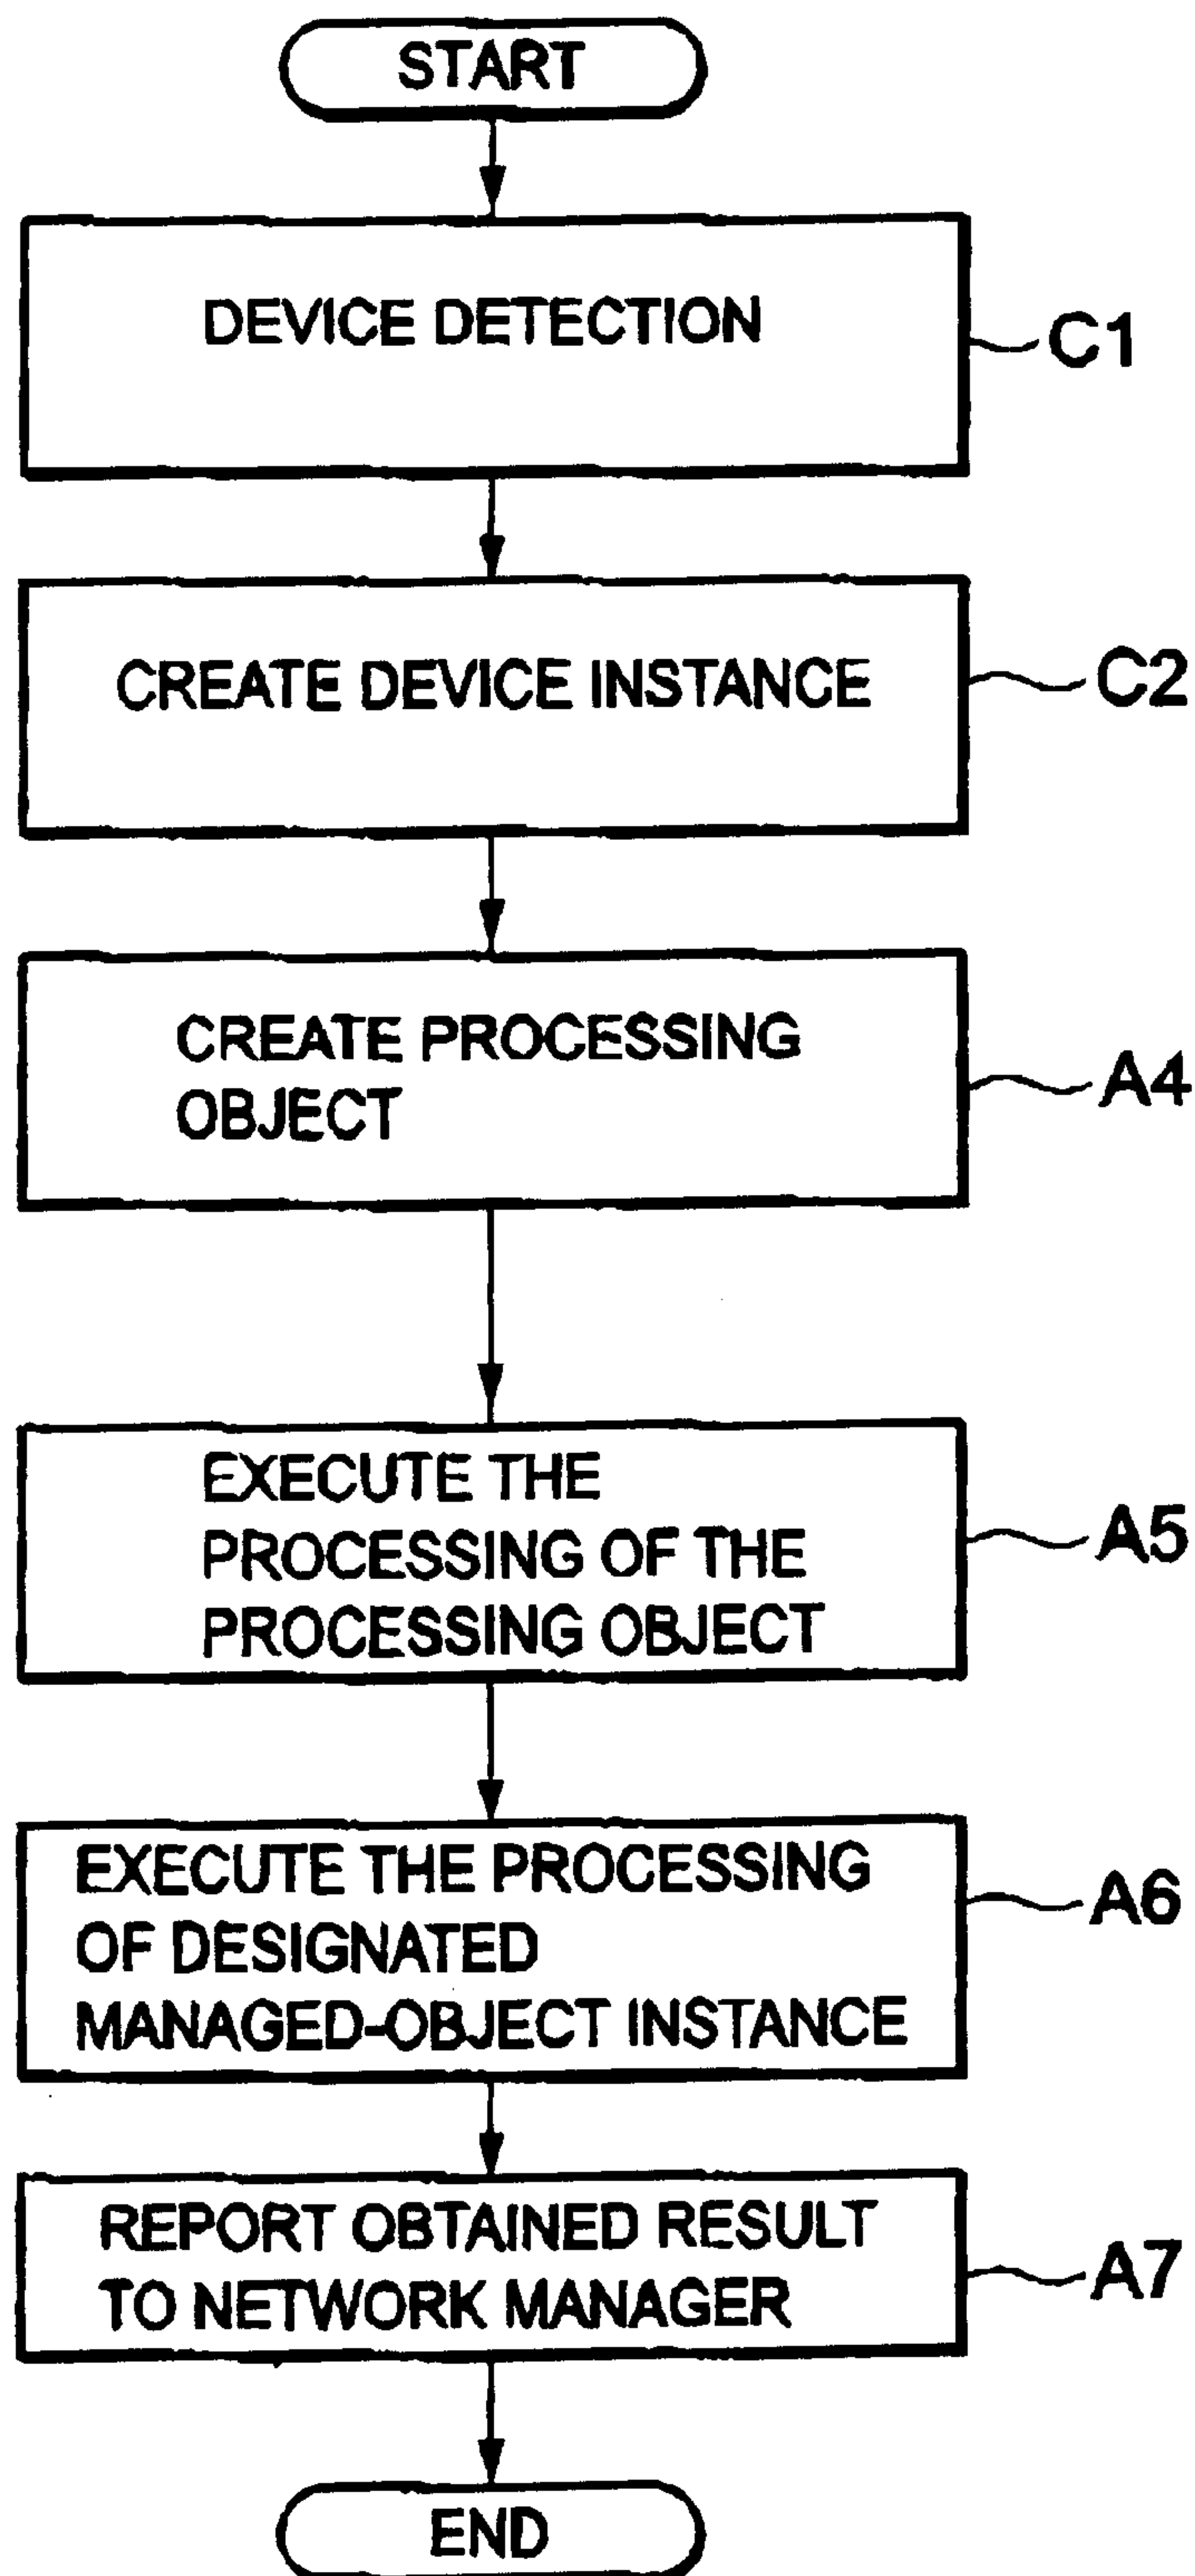 START
DEVICE DETECTION
C1
CREATE DEVICE INSTANCE
C2
CREATE PROCESSING
OBJECT
A4
EXECUTE THE
PROCESSING OF THE
PROCESSING OBJECT
A5
EXECUTE THE PROCESSING
OF DESIGNATED
MANAGED-OBJECT INSTANCE
A6
REPORT OBTAINED RESULT
TO NETWORK MANAGER
A7
END